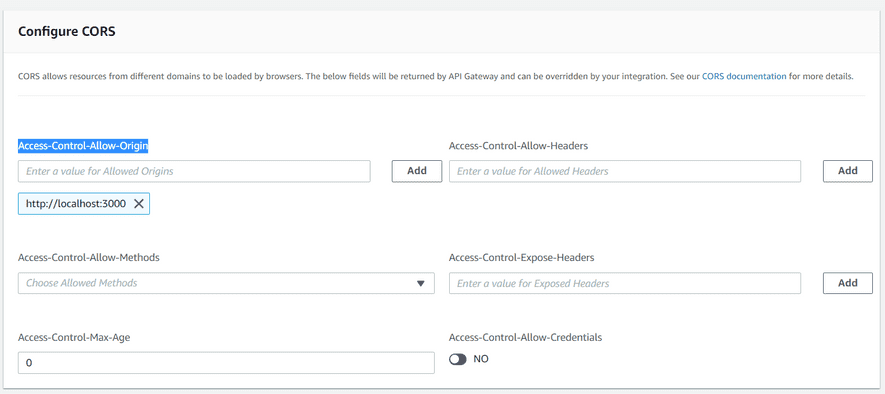 Configure CORS
CORS allows resources from different domains to be loaded by browsers. The below fields will be returned by API Gateway and can be overridden by your integration. See our CORS documentation for more details.
Access-Control-Allow-Origin
Access-Control-Allow-Headers
Enter a value for Allowed Origins
Add
Enter a value for Allowed Headers
Add
http://localhost:3000
Access-Control-Allow-Methods
Access-Control-Expose-Headers
Choose Allowed Methods
Enter a value for Exposed Headers
Add
Access-Control-Max-Age
Access-Control-Allow-Credentials
0
NO